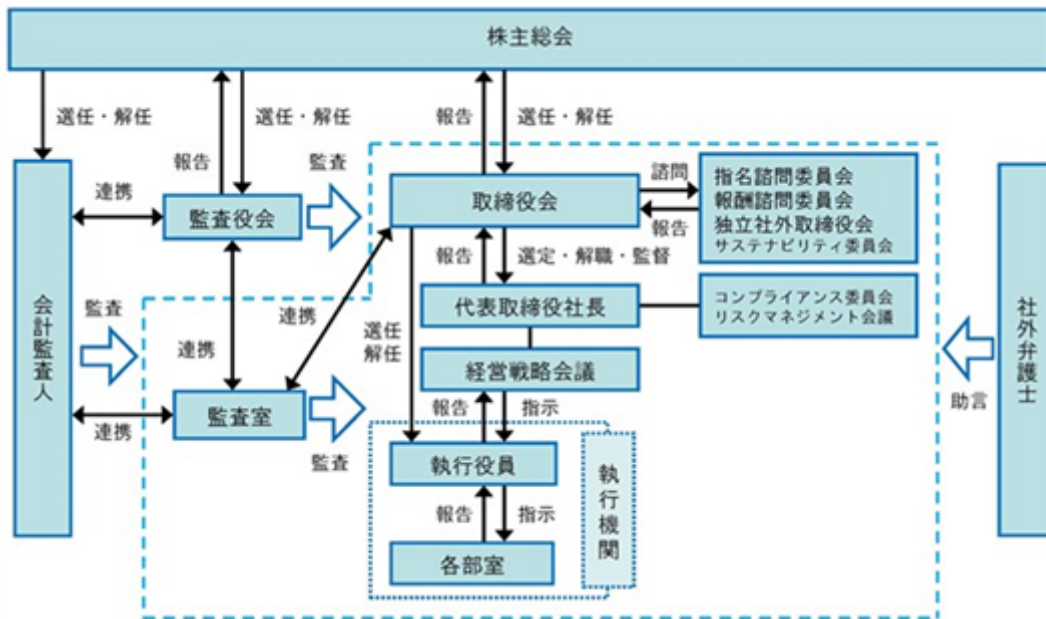 株主総会
選任・解任
選任・解任
報告
選任・解任
報告
監査
連携
監査役会
取締役会
諮問
報告
指名諮問委員会
報酬諮問委員会
独立社外取締役会
サステナビリティ委員会
報告
選定・解職・監督
会計監査人
監査
連携
連携
選任
解任
代表取締役社長
コンプライアンス委員会
リスクマネジメント会議
社外弁護士
助言
経営戦略会議
連携
監査室
監査
報告
指示
執行役員
執行機関
報告
指示
各部室